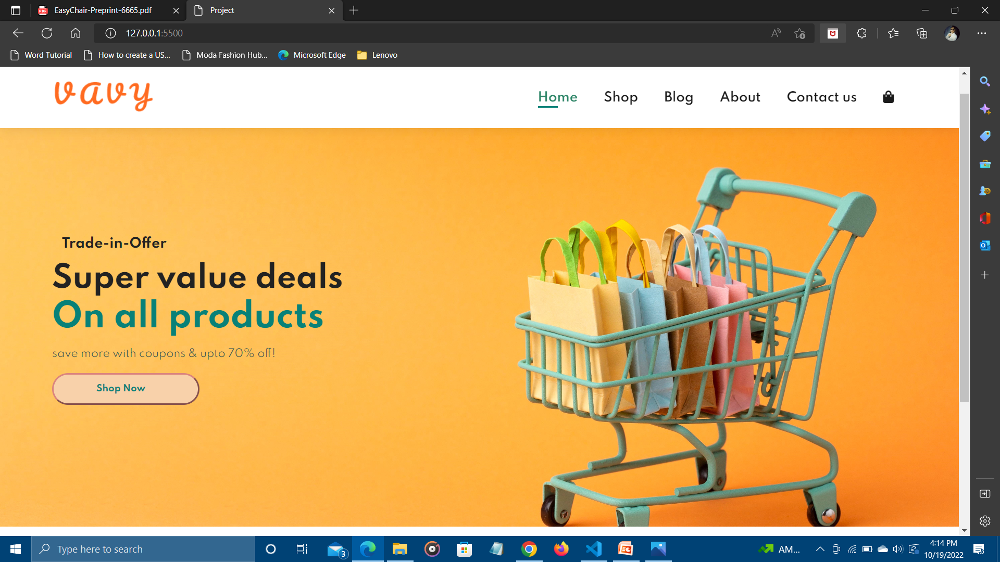 EasyChair-Preprint-6665.pdf
Project
127.0.0.1:5500
Word Tutorial
How to create a US...
Moda Fashion Hub...
Microsoft Edge
Lenovo
vavy
Home
Shop
Blog
About
Contact us
Trade-in-Offer
Super value deals
On all products
save more with coupons & upto 70% off!
Shop Now
Type here to search
3
AM...
4:14 PM
10/19/2022